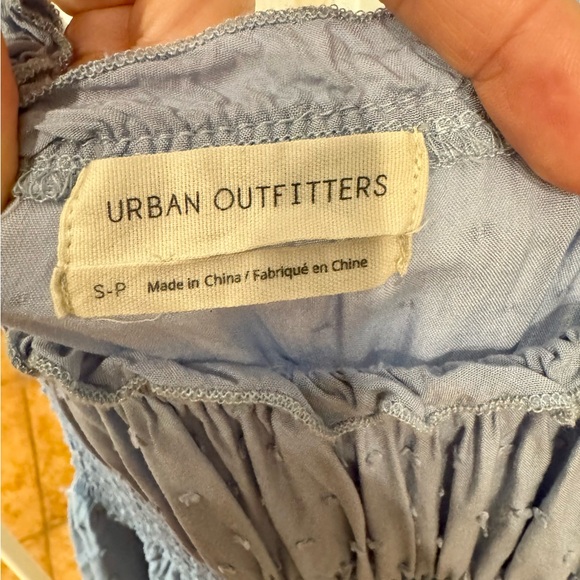 URBAN OUTFITTERS
S-P Made in China / Fabriqué en Chine